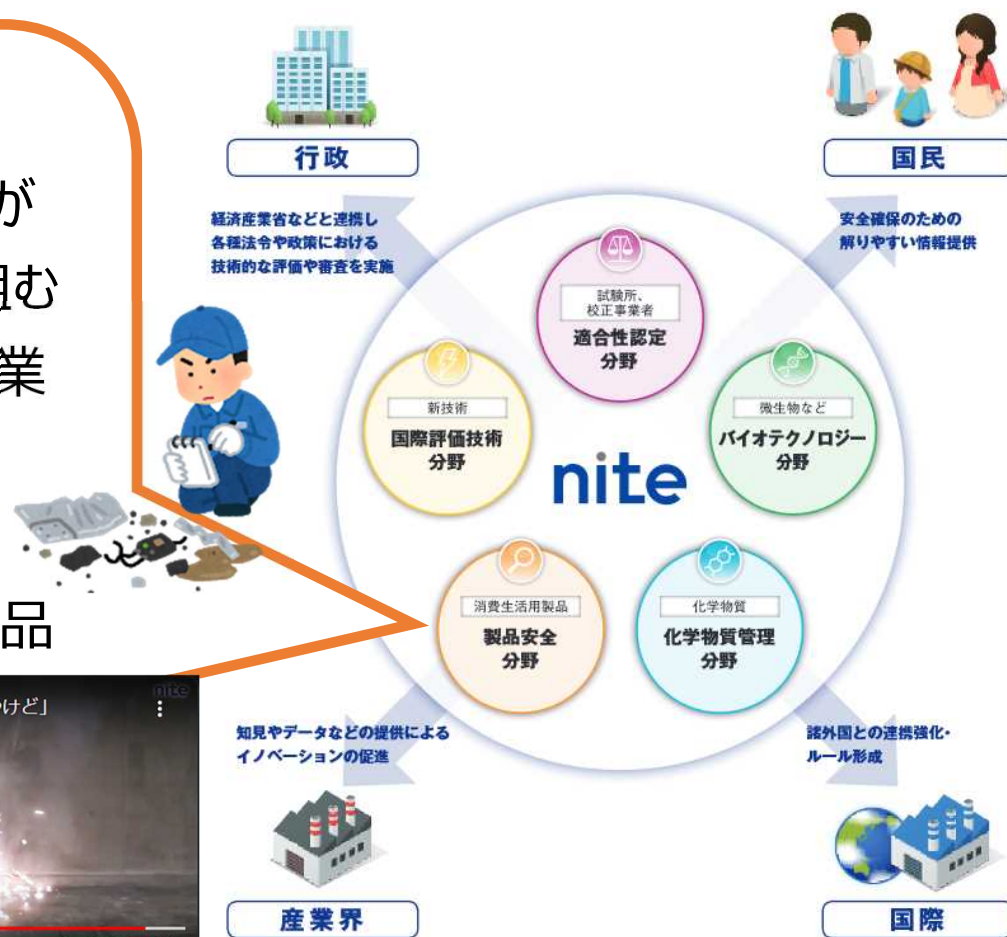 が
組む
業
品
けど」
nite
行政
経済産業省などと連携し
各種法令や政策における
技術的な評価や審査を実施
国民
安全確保のための
解りやすい情報提供
試験所、
校正事業者
適合性認定
分野
新技術
国際評価技術
分野
微生物など
バイオテクノロジー
分野
nite
消費生活用製品
製品安全
分野
化学物質
化学物質管理
分野
知見やデータなどの提供による
イノベーションの促進
諸外国との連携強化・
ルール形成
産業界
国際